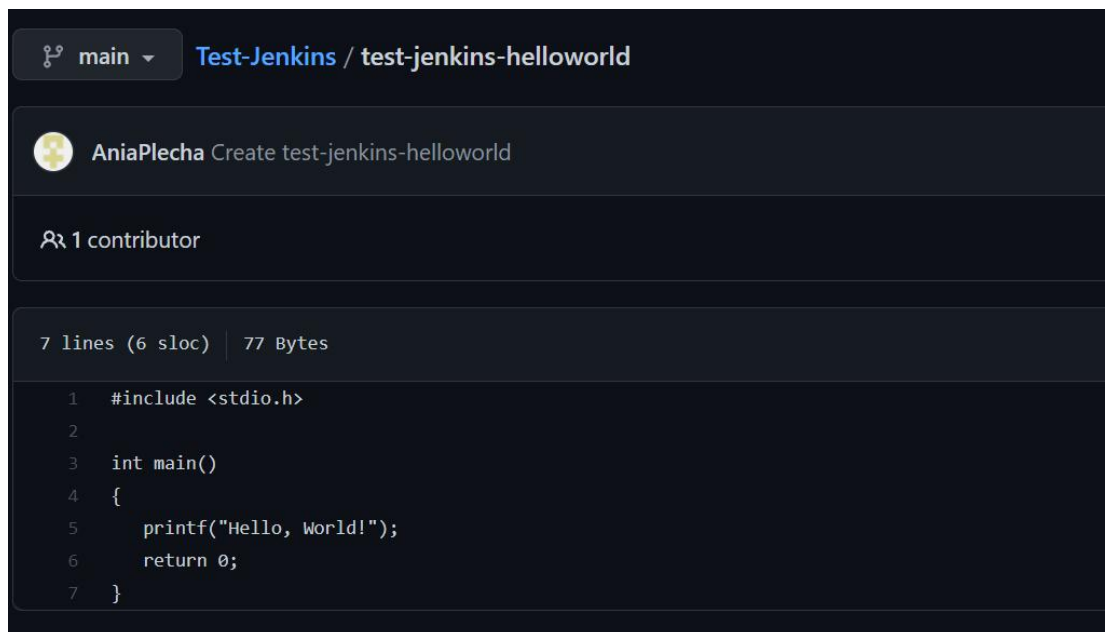 main
Test-Jenkins / test-jenkins-helloworld
AniaPlecha Create test-jenkins-helloworld
1 contributor
7 lines (6 sloc) 77 Bytes
1 #include <stdio.h>
2
3 int main()
4 {
5    printf("Hello, World!");
6    return 0;
7 }